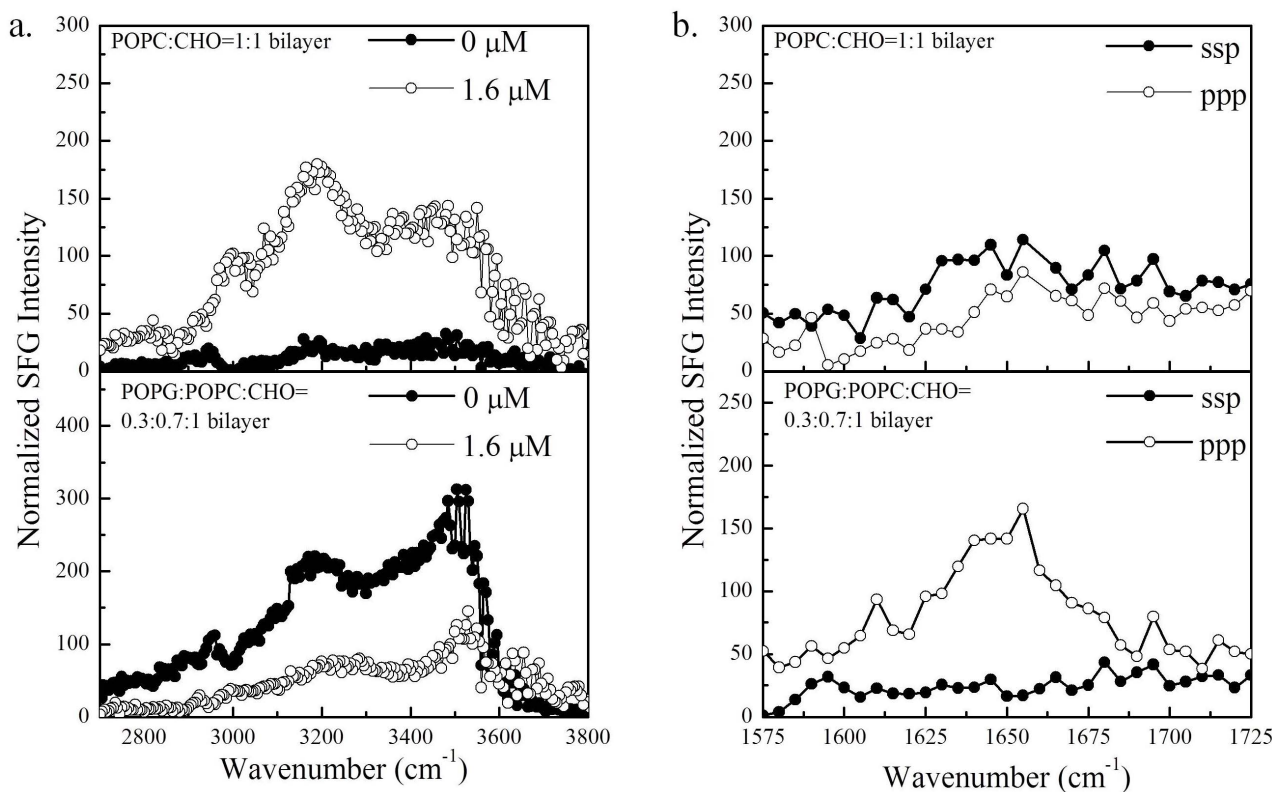 a.
300
250
200
150
100
50
0
POPC:CHO=1:1 bilayer
0 μM
1.6 μM
400
300
200
100
0
POPG:POPC:CHO=
0.3:0.7:1 bilayer
0 μM
1.6 μM
Normalized SFG Intensity
2800 3000 3200 3400 3600 3800
Wavenumber (cm-1)
b.
300
250
200
150
100
50
0
POPC:CHO=1:1 bilayer
ssp
ppp
250
200
150
100
50
0
POPG:POPC:CHO=
0.3:0.7:1 bilayer
ssp
ppp
Normalized SFG Intensity
1575 1600 1625 1650 1675 1700 1725
Wavenumber (cm-1)